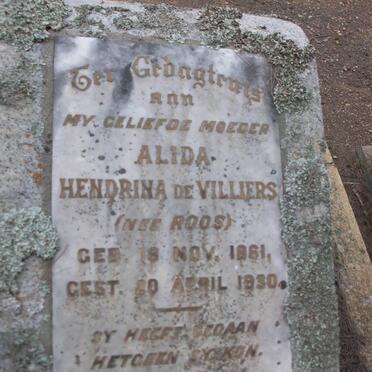 Ter Gedagtenis
aan
MY GELIEFDE MOEDER
ALIDA
HENDRINA DE VILLIERS
(NEE ROOS)
GEB. 18 NOV. 1861,
GEST. 20 APRIL 1930.
SY HEEFT GEDAAN
HETGEEN SY KON.